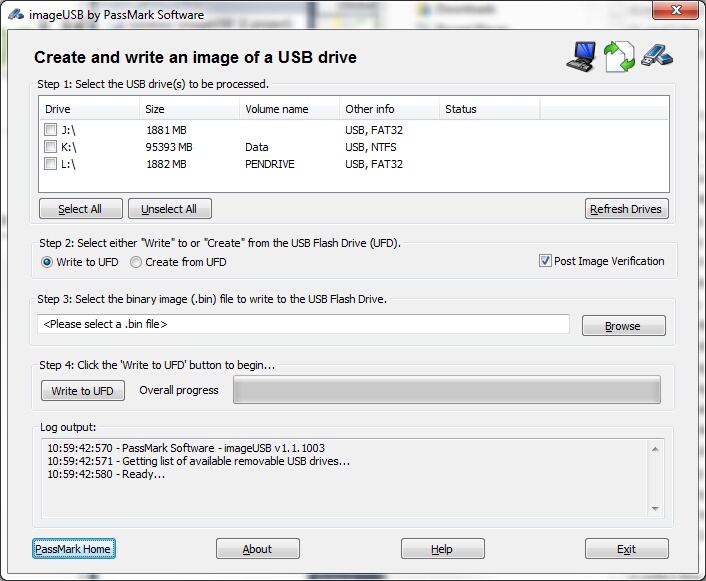 imageUSB by PassMark Software
Create and write an image of a USB drive
Step 1: Select the USB drive(s) to be processed.
Drive Size Volume name Other info Status
J:\ 1881 MB USB, FAT32
K:\ 95393 MB Data USB, NTFS
L:\ 1882 MB PENDRIVE USB, FAT32
Select All Unselect All Refresh Drives
Step 2: Select either "Write" to or "Create" from the USB Flash Drive (UFD).
Write to UFD Create from UFD Post Image Verification
Step 3: Select the binary image (.bin) file to write to the USB Flash Drive.
<Please select a .bin file> Browse
Step 4: Click the 'Write to UFD' button to begin...
Write to UFD Overall progress
Log output:
10:59:42:570 - PassMark Software - imageUSB v1.1.1003
10:59:42:571 - Getting list of available removable USB drives...
10:59:42:580 - Ready...
PassMark Home About Help Exit